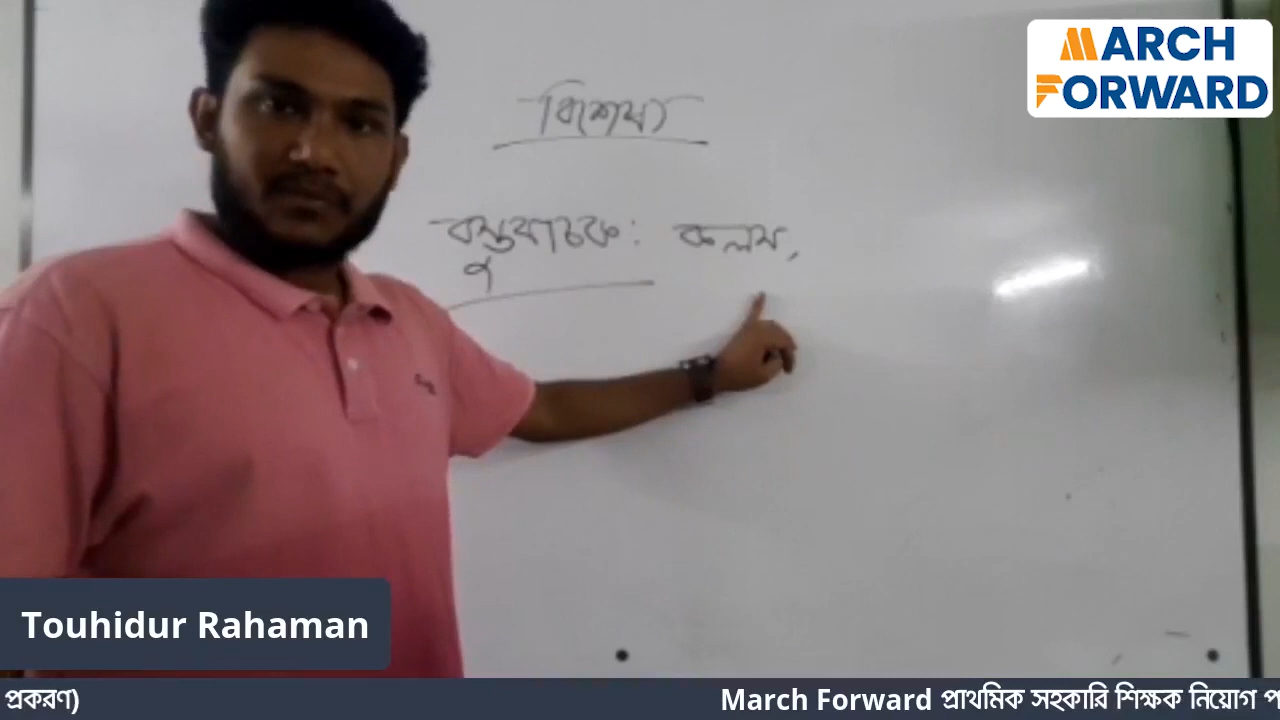 MARCH
FORWARD
বিশেষ্য
বস্তুবাচক: কলম,
Touhidur Rahaman
প্রকরণ) March Forward প্রাথমিক সহকারি শিক্ষক নিয়োগ প